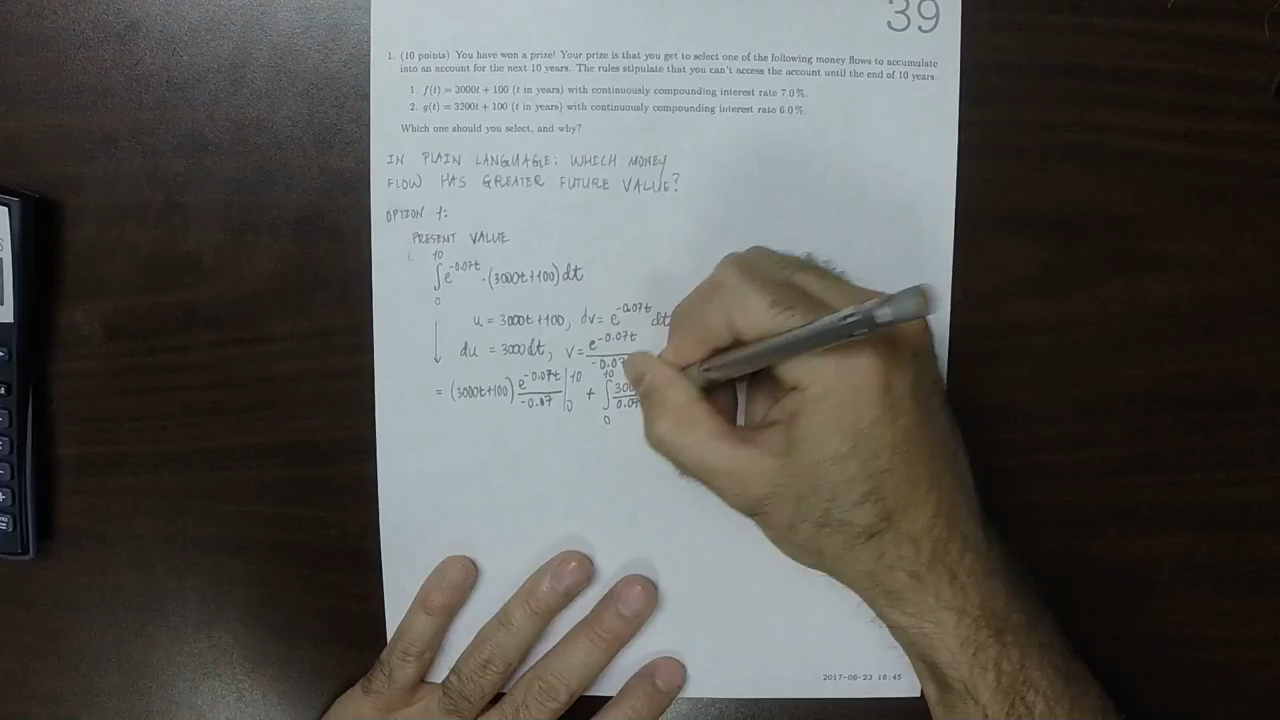 39
1. (10 points) You have won a prize! Your prize is that you get to select one of the following money flows to accumulate
into an account for the next 10 years. The rules stipulate that you can't access the account until the end of 10 years.
1. f(t) = 3000t + 100 (t in years) with continuously compounding interest rate 7.0%.
2. g(t) = 3200t + 100 (t in years) with continuously compounding interest rate 6.0%.
Which one should you select, and why?
IN PLAIN LANGUAGE: WHICH MONEY
FLOW HAS GREATER FUTURE VALUE?
OPTION 1:
PRESENT VALUE
∫₀¹⁰ e^{-0.07t} · (3000t+100) dt
u = 3000t+100, dv = e^{-0.07t} dt
du = 3000dt, v = e^{-0.07t}/-0.07
= (3000t+100) e^{-0.07t}/-0.07 |₀¹⁰ + ∫₀¹⁰
2017-06-23 16:45